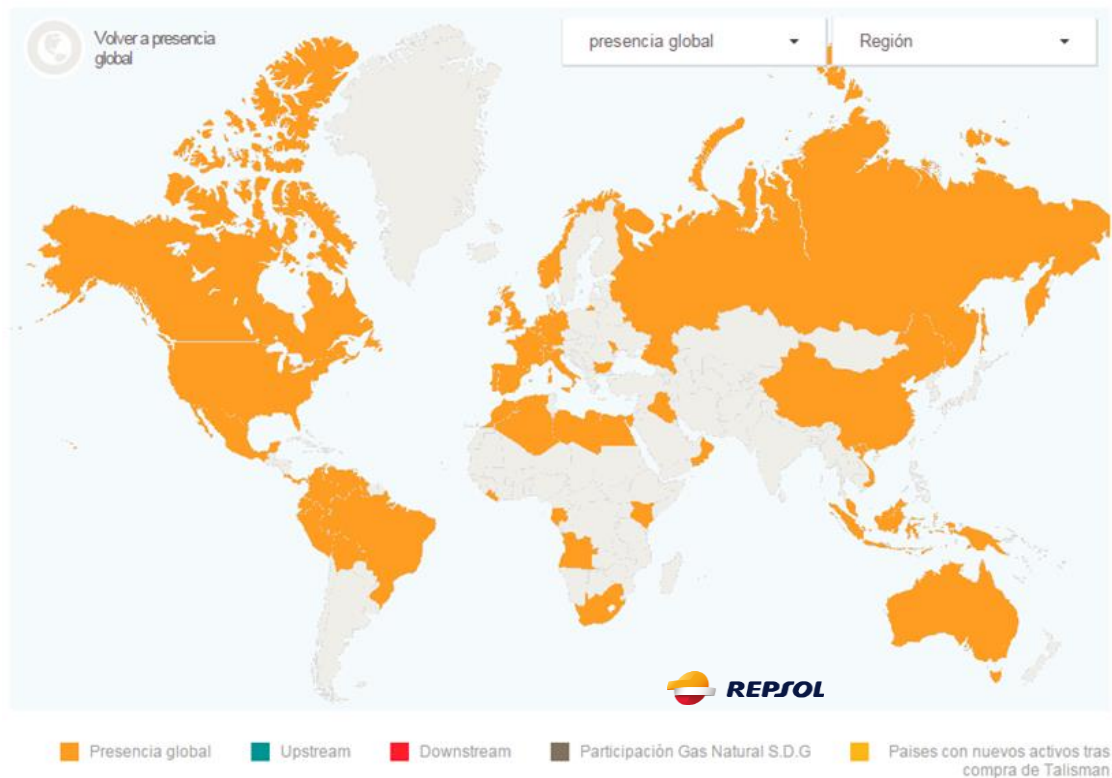 Volver a presencia
global
presencia global
Región
REPSOL
Presencia global
Upstream
Downstream
Participación Gas Natural S.D.G
Paises con nuevos activos tras
compra de Talisman